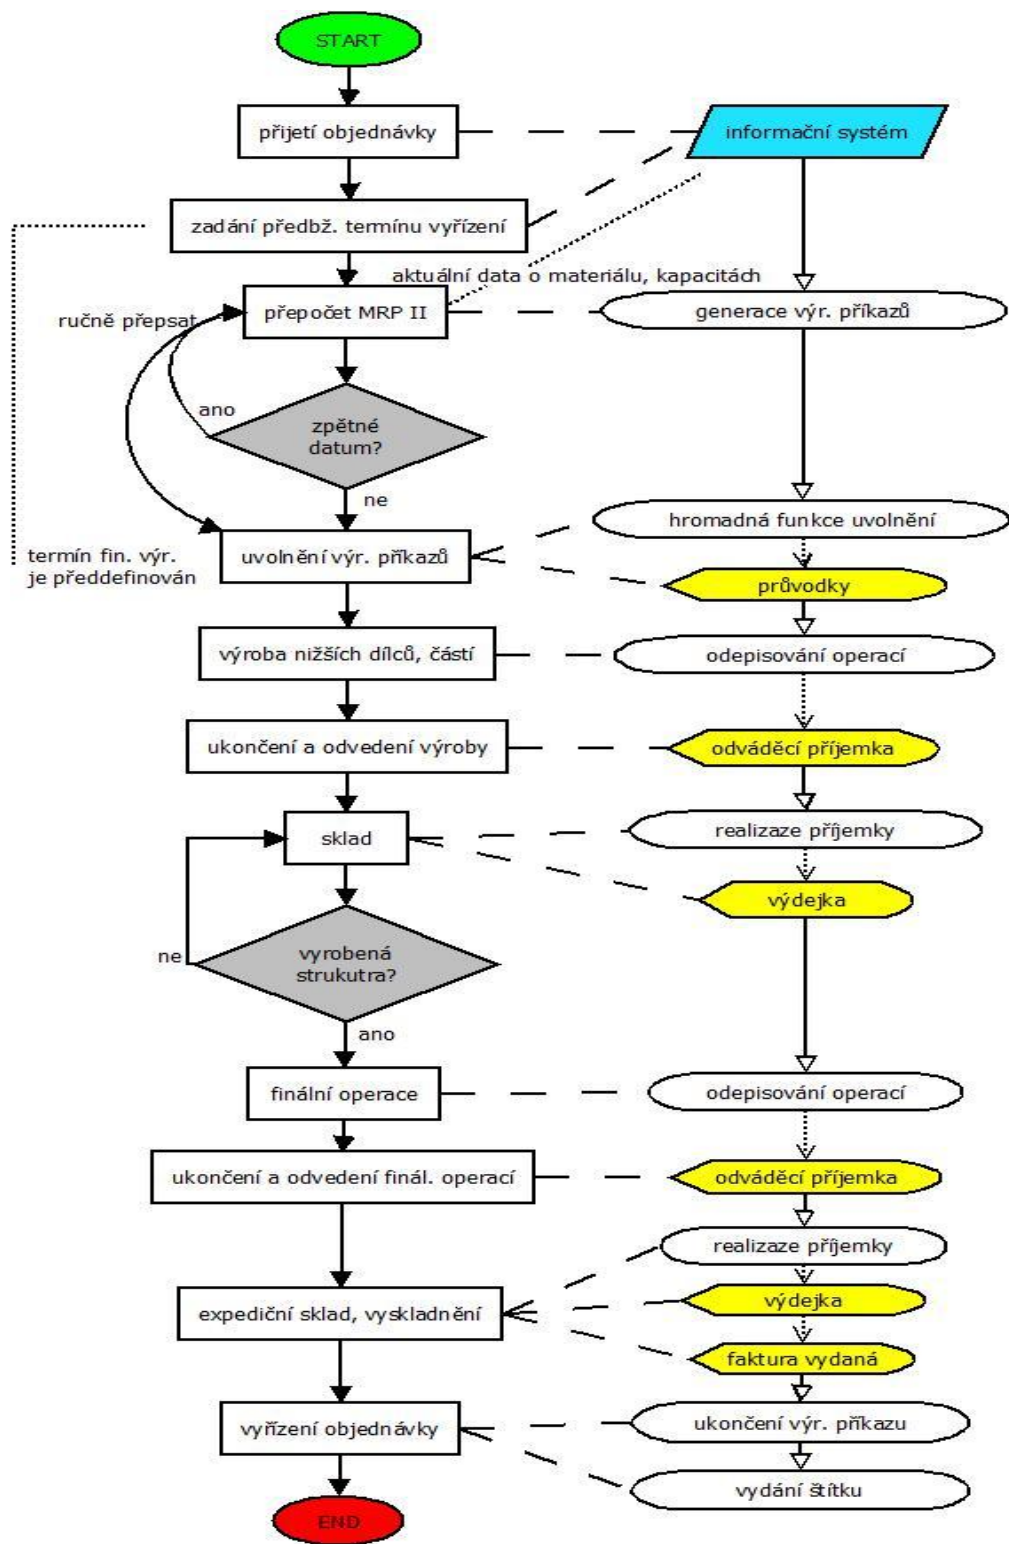 START
přijetí objednávky
informační systém
zadání předbž. termínu vyřízení
aktuální data o materiálu, kapacitách
ručně přepsat
přepočet MRP II
generace výr. příkazů
ano
zpětné
datum?
ne
hromadná funkce uvolnění
termín fin. výr.
je předdefinován
uvolnění výr. příkazů
průvodky
výroba nižších dílců, částí
odepisování operací
ukončení a odvedení výroby
odváděcí příjemka
sklad
realizaze příjemky
výdejka
ne
vyrobená
strukutra?
ano
finální operace
odepisování operací
ukončení a odvedení finál. operací
odváděcí příjemka
realizaze příjemky
expediční sklad, vyskladnění
výdejka
faktura vydaná
vyřízení objednávky
ukončení výr. příkazu
vydání štítku
END